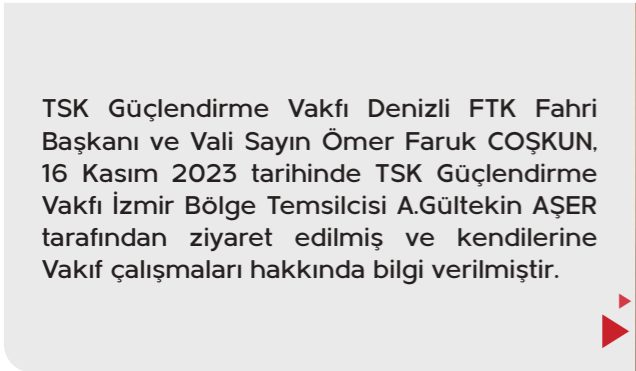 TSK Güçlendirme Vakfı Denizli FTK Fahri
Başkanı ve Vali Sayın Ömer Faruk COŞKUN,
16 Kasım 2023 tarihinde TSK Güçlendirme
Vakfı İzmir Bölge Temsilcisi A.Gültekin AŞER
tarafından ziyaret edilmiş ve kendilerine
Vakıf çalışmaları hakkında bilgi verilmiştir.